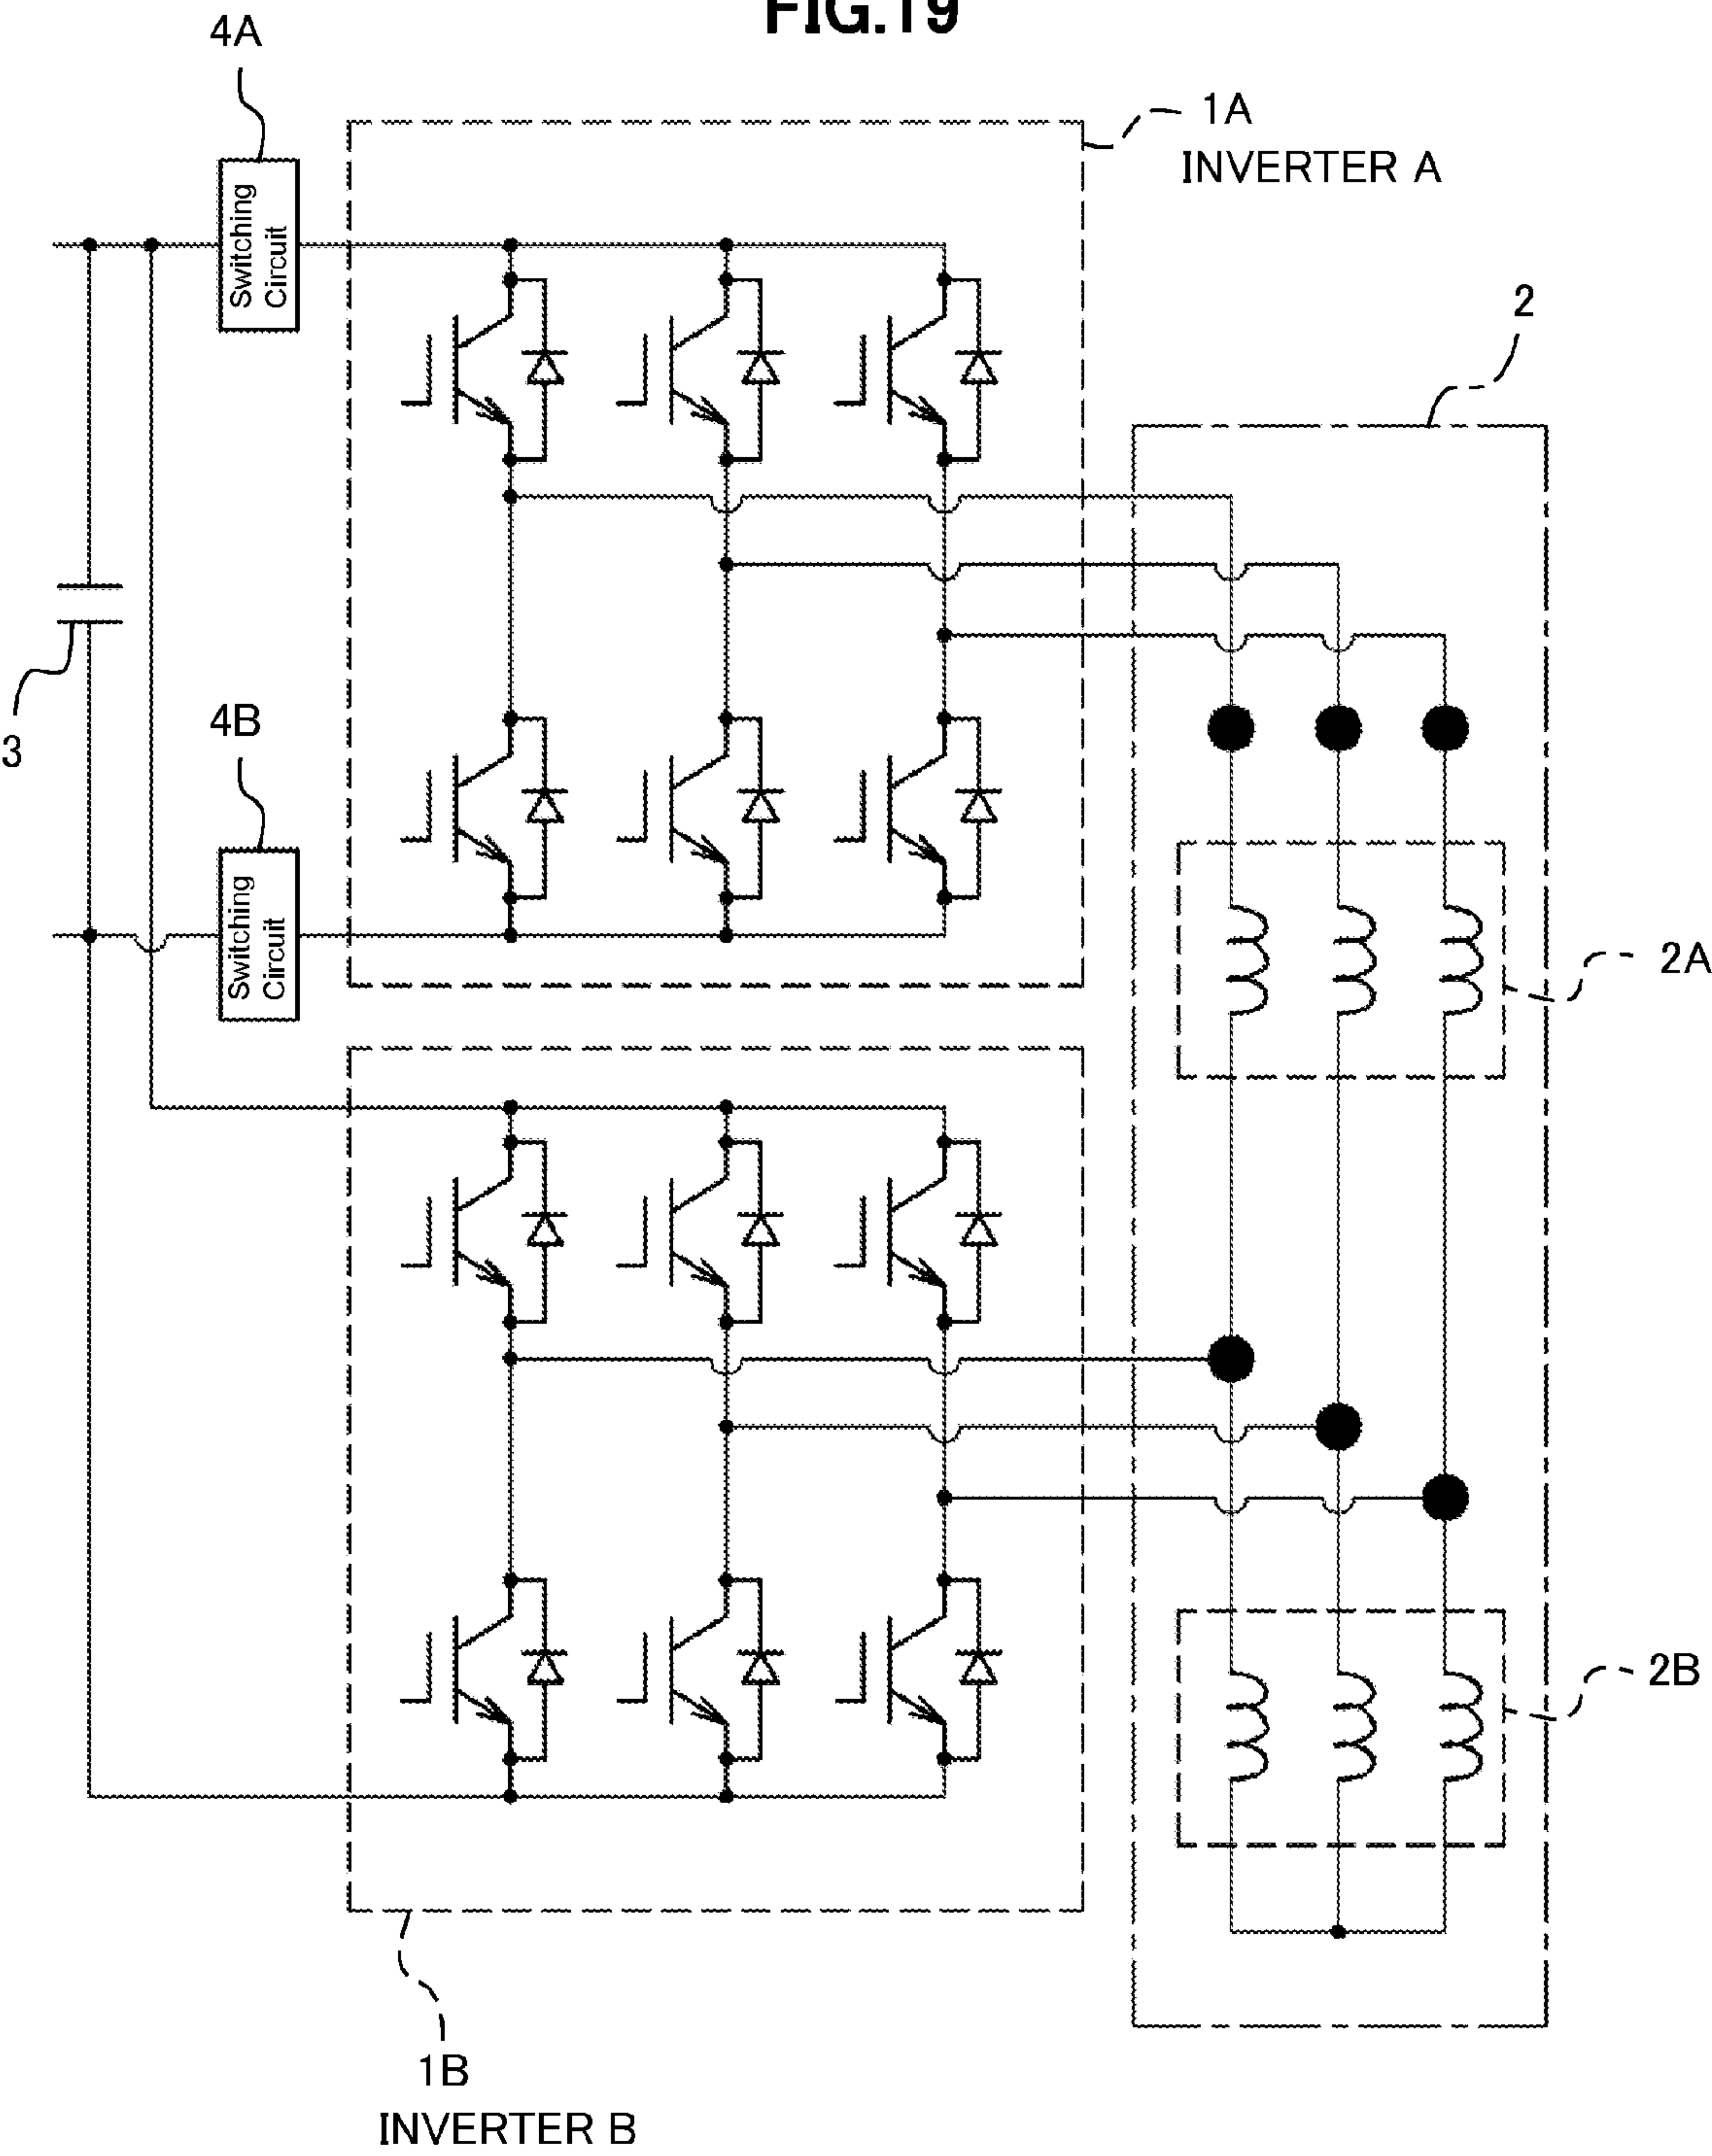 FIG.19
4A
1A
INVERTER A
Switching
Circuit
2
3
4B
Switching
Circuit
2A
2B
1B
INVERTER B